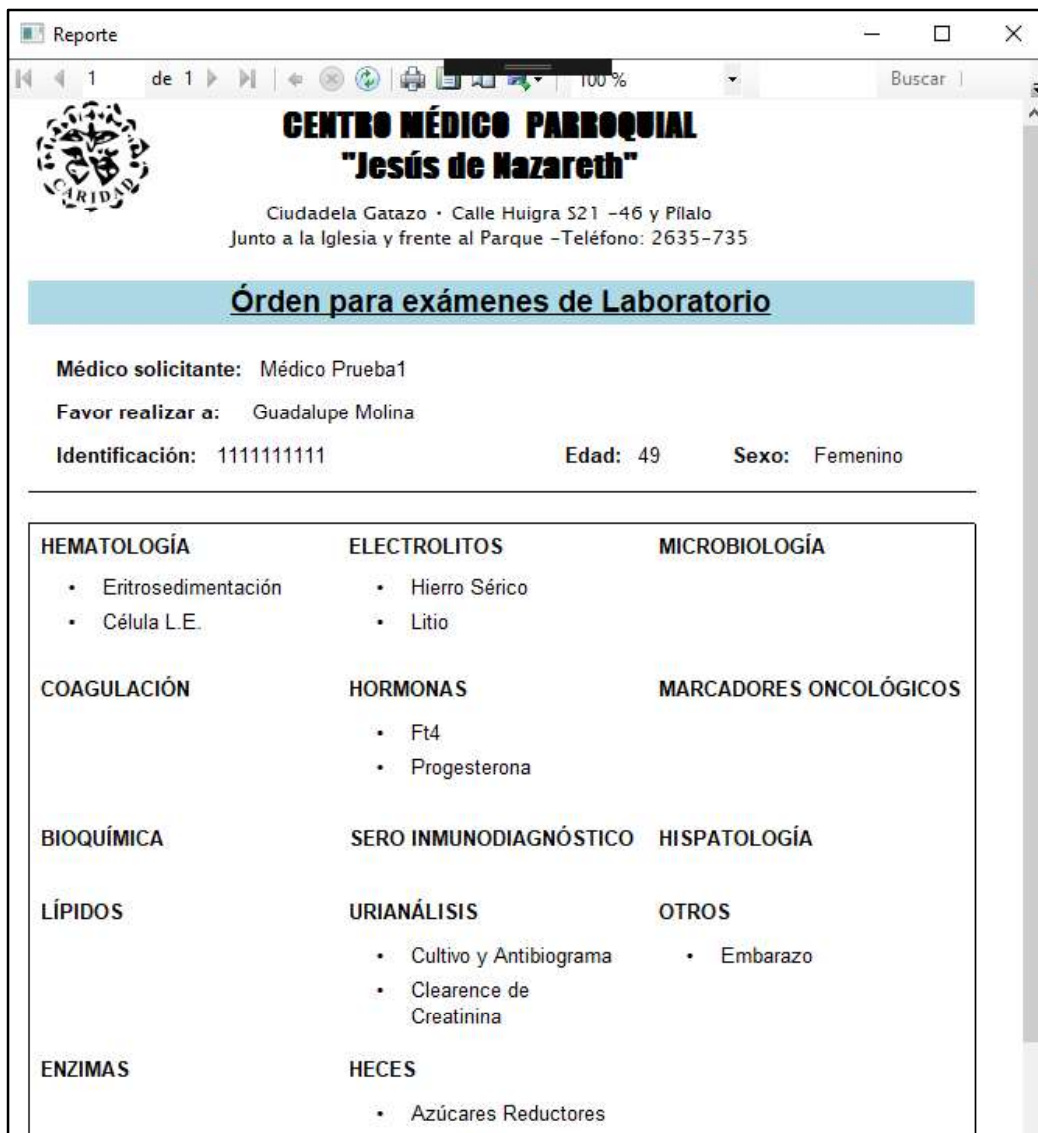 Reporte
1 de 1 100 % Buscar
CARIDAD
CENTRO MÉDICO PARROQUIAL
"Jesús de Nazareth"
Ciudadela Gatazo · Calle Huigra S21 -46 y Pílalo
Junto a la Iglesia y frente al Parque -Teléfono: 2635-735
Órden para exámenes de Laboratorio
Médico solicitante: Médico Prueba1
Favor realizar a: Guadalupe Molina
Identificación: 1111111111 Edad: 49 Sexo: Femenino
HEMATOLOGÍA ELECTROLITOS MICROBIOLOGÍA
• Eritrosedimentación • Hierro Sérico
• Célula L.E. • Litio
COAGULACIÓN HORMONAS MARCADORES ONCOLÓGICOS
• Ft4
• Progesterona
BIOQUÍMICA SERO INMUNODIAGNÓSTICO HISPATOLOGÍA
LÍPIDOS URIANÁLISIS OTROS
• Cultivo y Antibiograma • Embarazo
• Clearence de
Creatinina
ENZIMAS HECES
• Azúcares Reductores